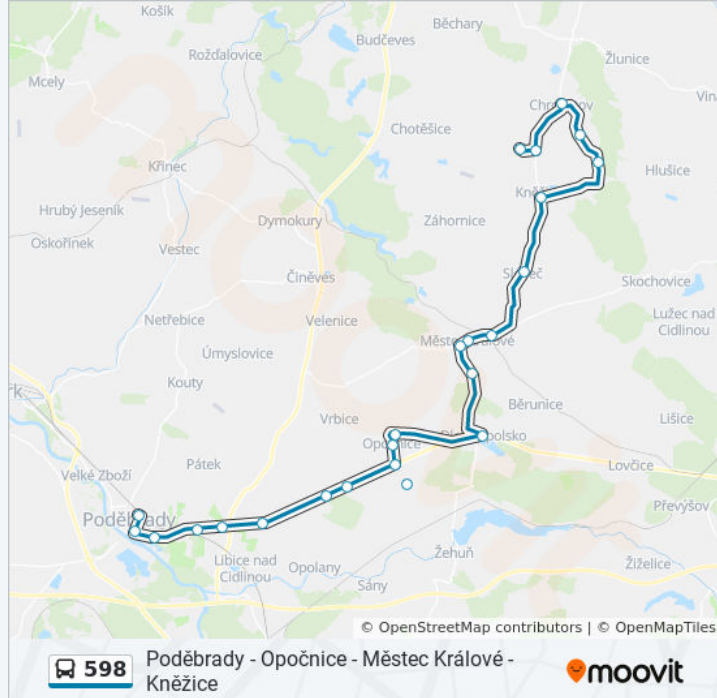 Košík
Běchary
Budčeves
Rožďalovice
Žlunice
Mcely
Chotěšice
Křinec
Hlušice
Hrubý Jeseník
Dymokury
Záhornice
Oskořínek
Vestec
Činěves
Skochovice
Netřebice
Velenice
Lužec nad
Cidlinou
Úmyslovice
Městec Králové
Kouty
Běrunice
Vrbice
Lišice
Pátek
Velké Zboží
Lovčice
Poděbrady
Převýšov
Žehuň
Libice nad
Cidlinou
Opolany
Sány
Žiželice
© OpenStreetMap contributors | © OpenMapTiles
598
Poděbrady - Opočnice - Městec Králové -
Kněžice
moovit